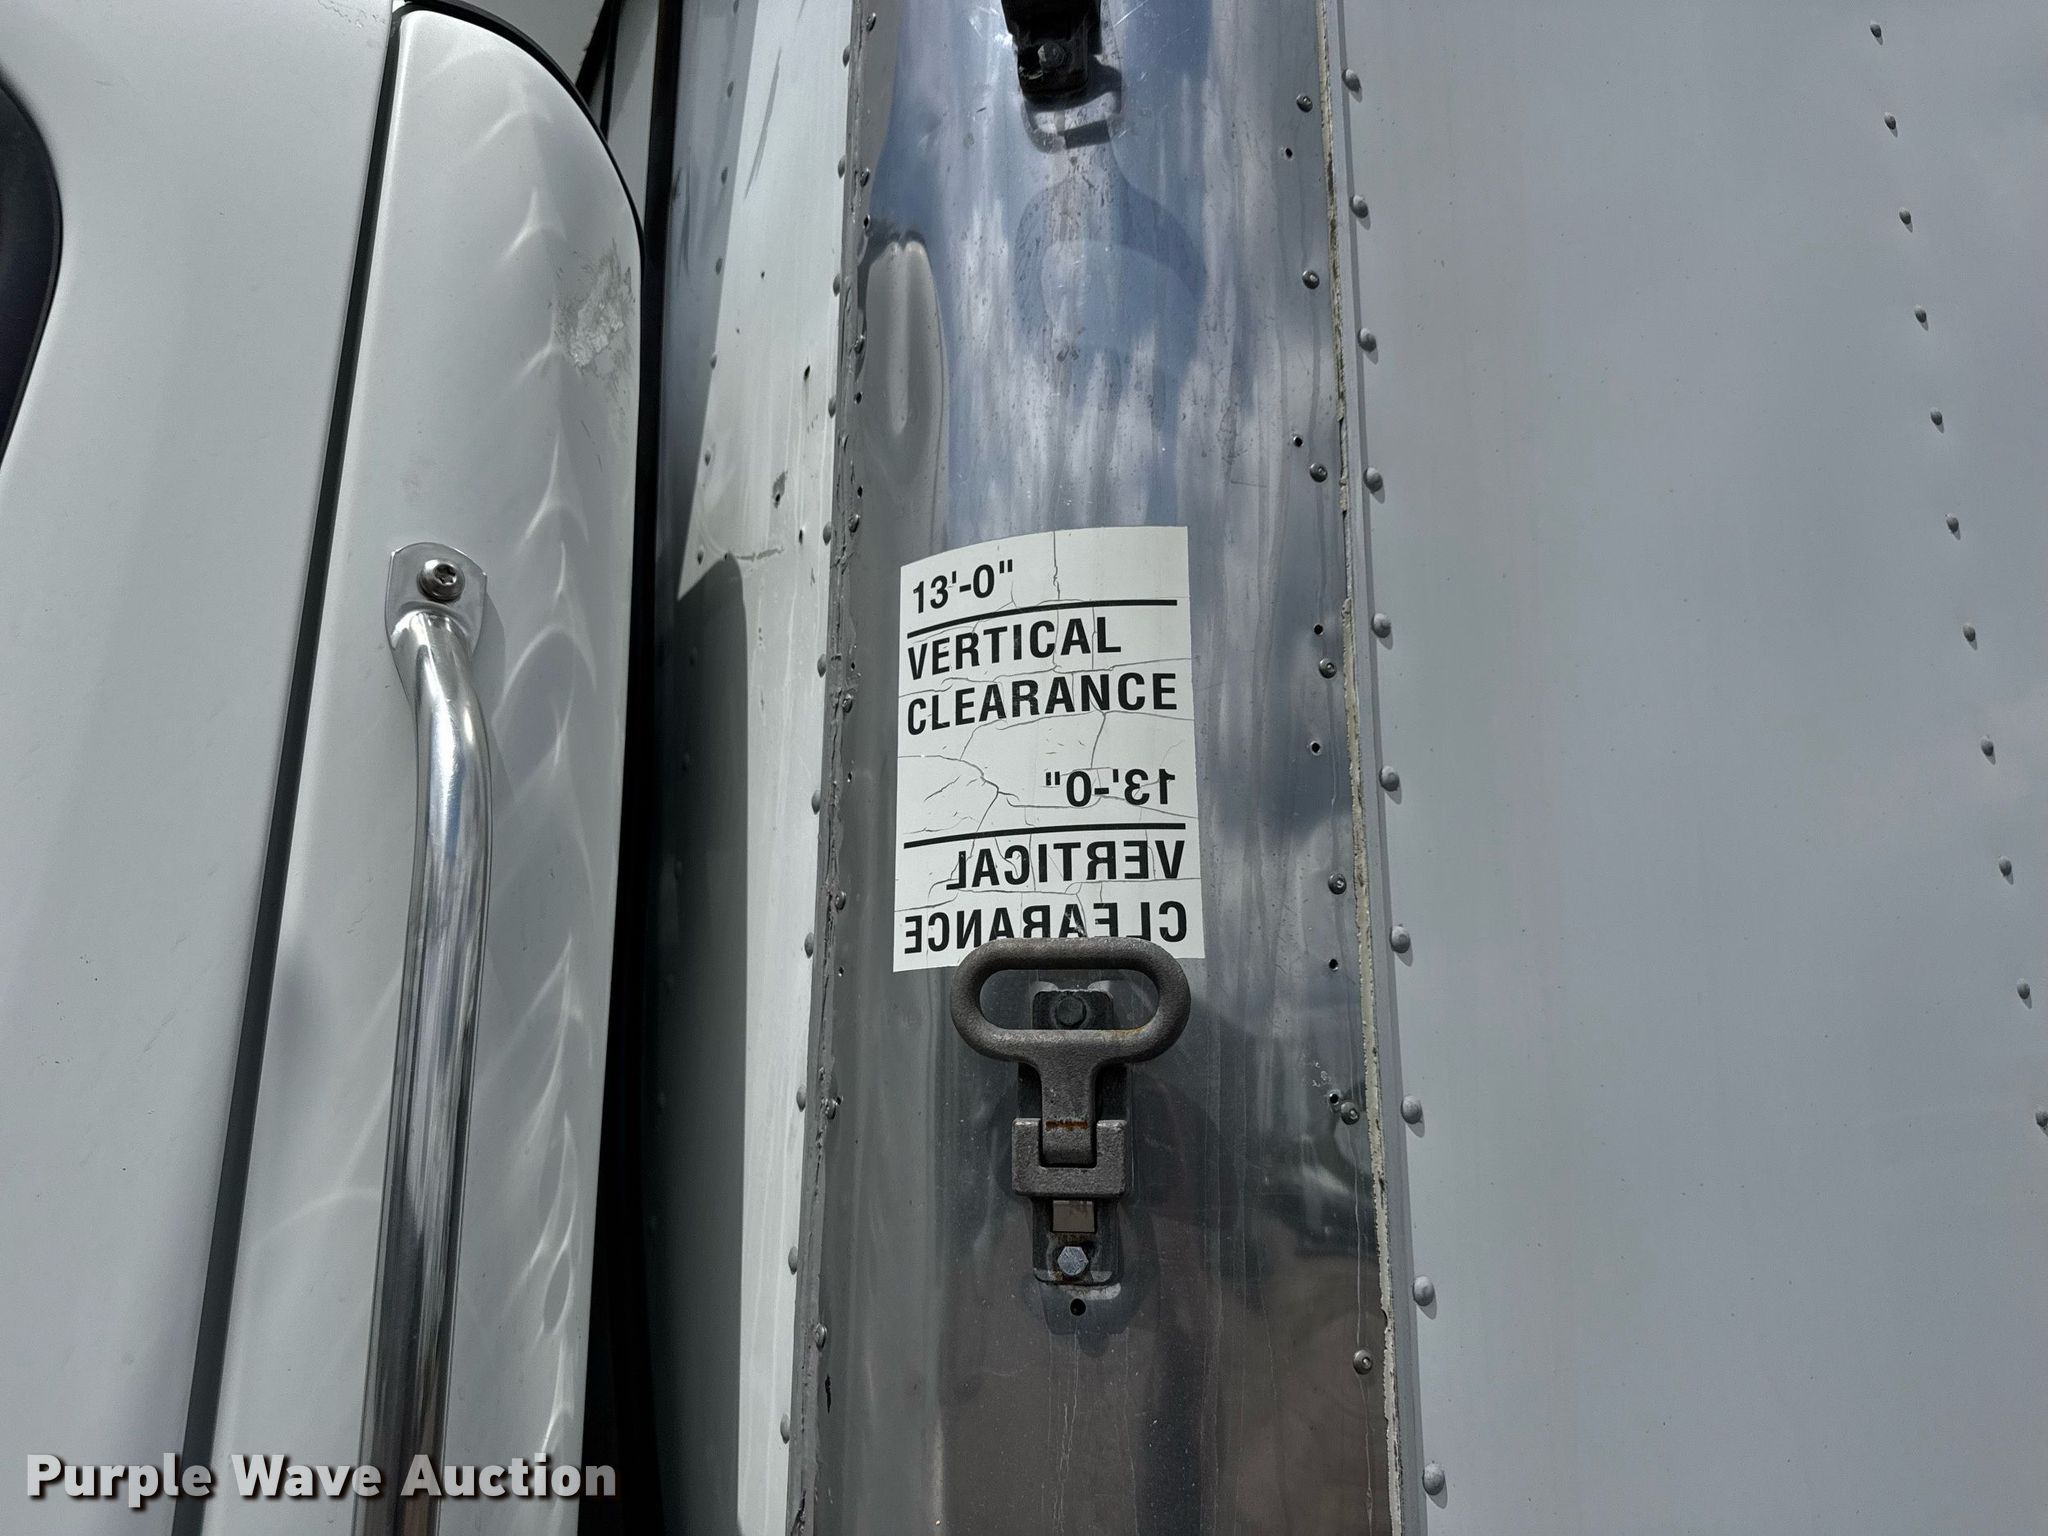 13'-0"
VERTICAL
CLEARANCE
13'-0"
VERTICAL
CLEARANCE
Purple Wave Auction